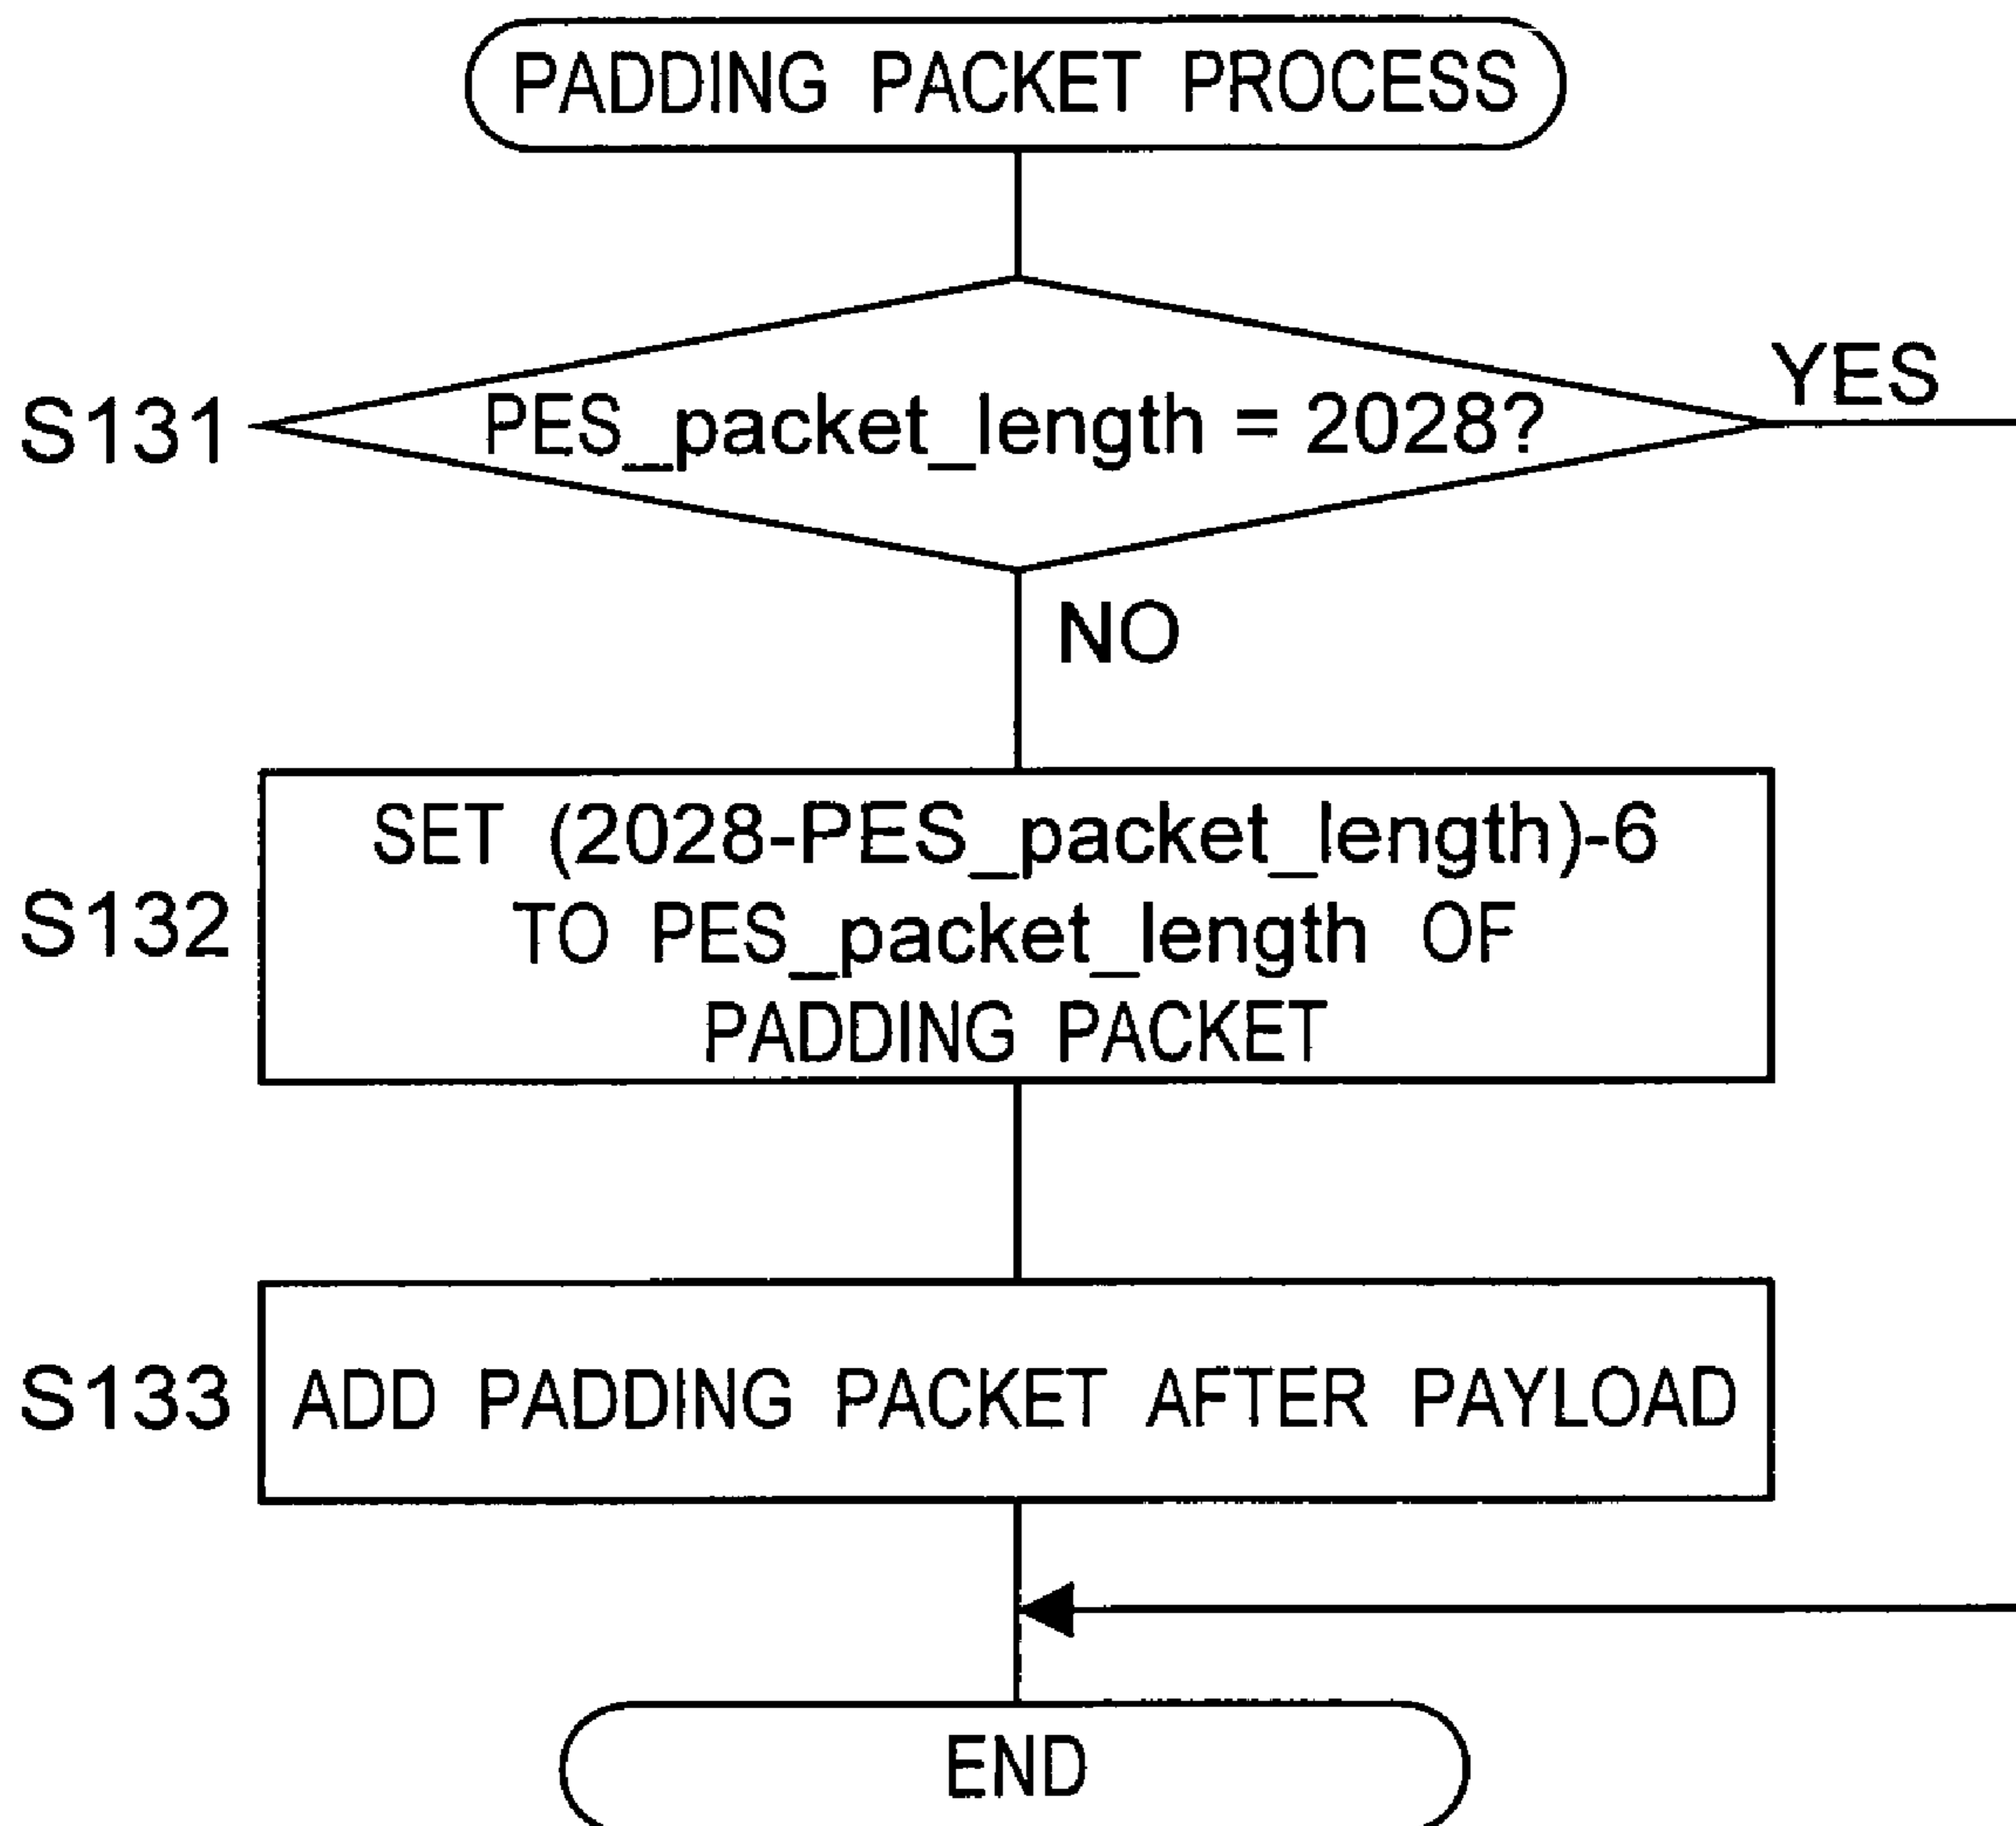 PADDING PACKET PROCESS
YES
S131
PES_packet_length = 2028?
NO
S132
SET (2028-PES_packet_length)-6
TO PES_packet_length OF
PADDING PACKET
S133
ADD PADDING PACKET AFTER PAYLOAD
END